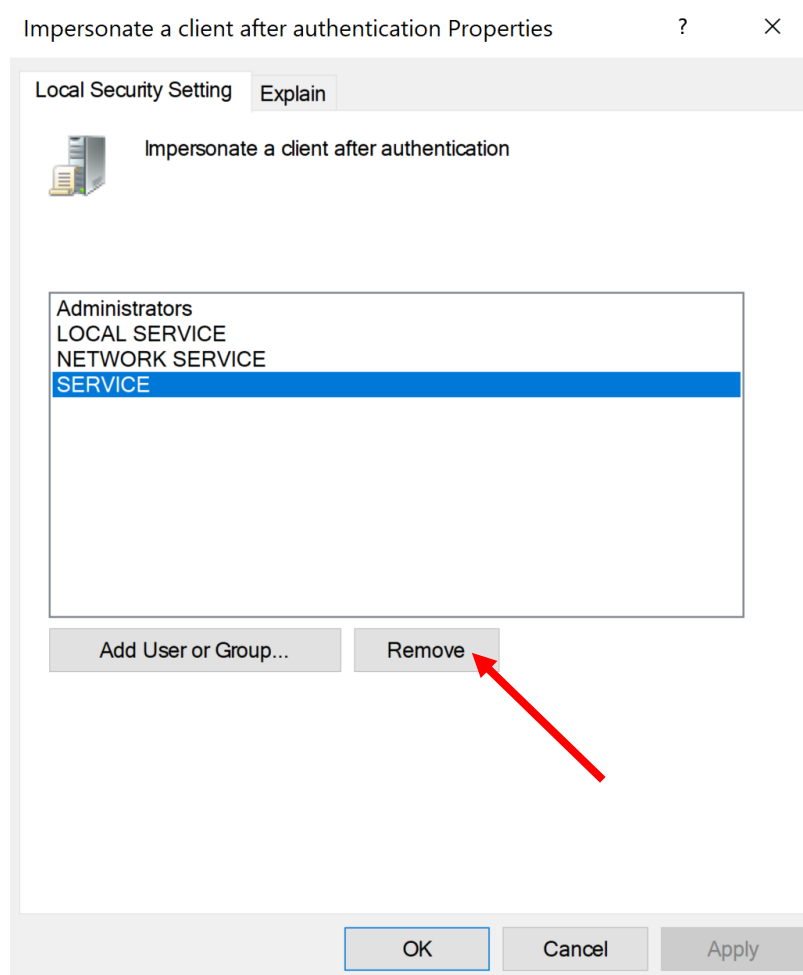 Impersonate a client after authentication Properties ?
Local Security Setting
Explain
Impersonate a client after authentication
Administrators
LOCAL SERVICE
NETWORK SERVICE
SERVICE
Add User or Group...
Remove
OK
Cancel
Apply